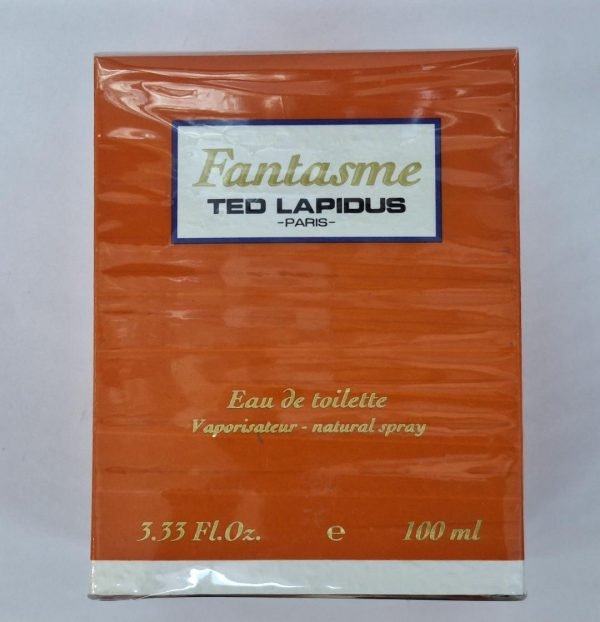 Fantasme
TED LAPIDUS
-PARIS-
Eau de toilette
Vaporisateur - natural spray
3.33 Fl.Oz. e 100 ml